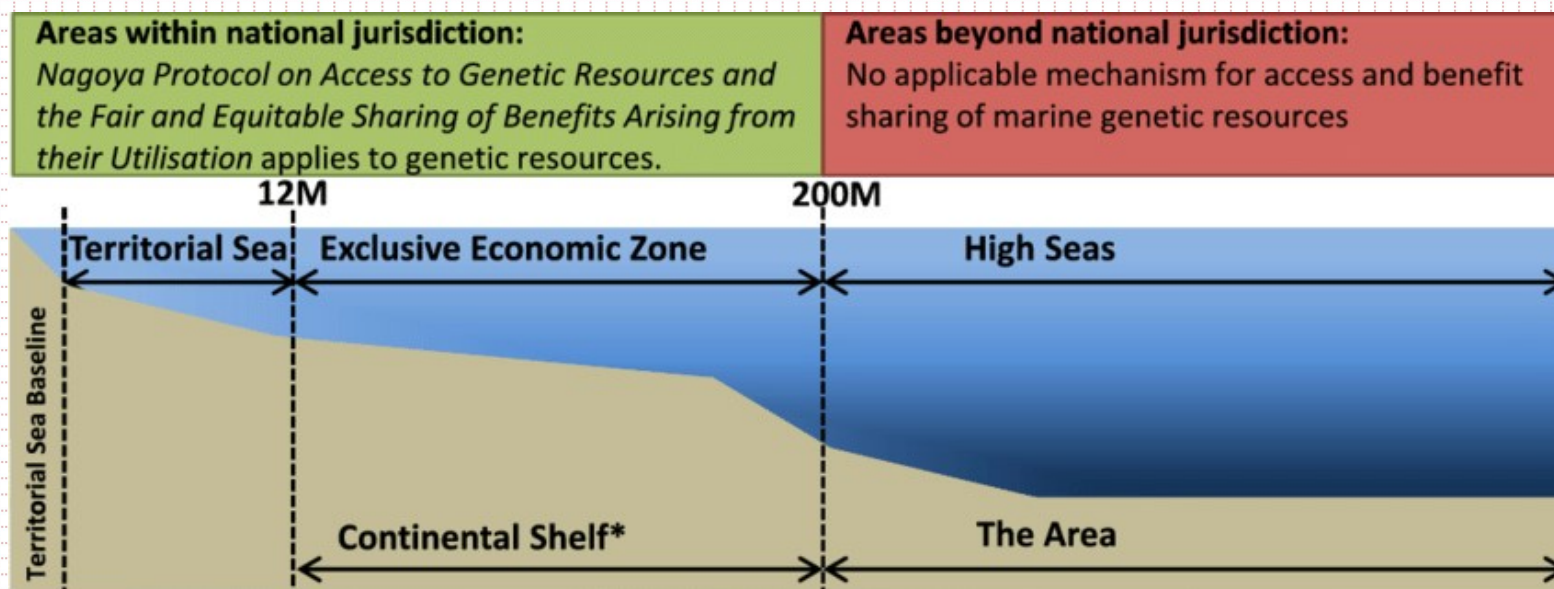 Areas within national jurisdiction:
Nagoya Protocol on Access to Genetic Resources and
the Fair and Equitable Sharing of Benefits Arising from
their Utilisation applies to genetic resources.
Areas beyond national jurisdiction:
No applicable mechanism for access and benefit
sharing of marine genetic resources
12M
200M
Territorial Sea
Exclusive Economic Zone
High Seas
Territorial Sea Baseline
Continental Shelf*
The Area